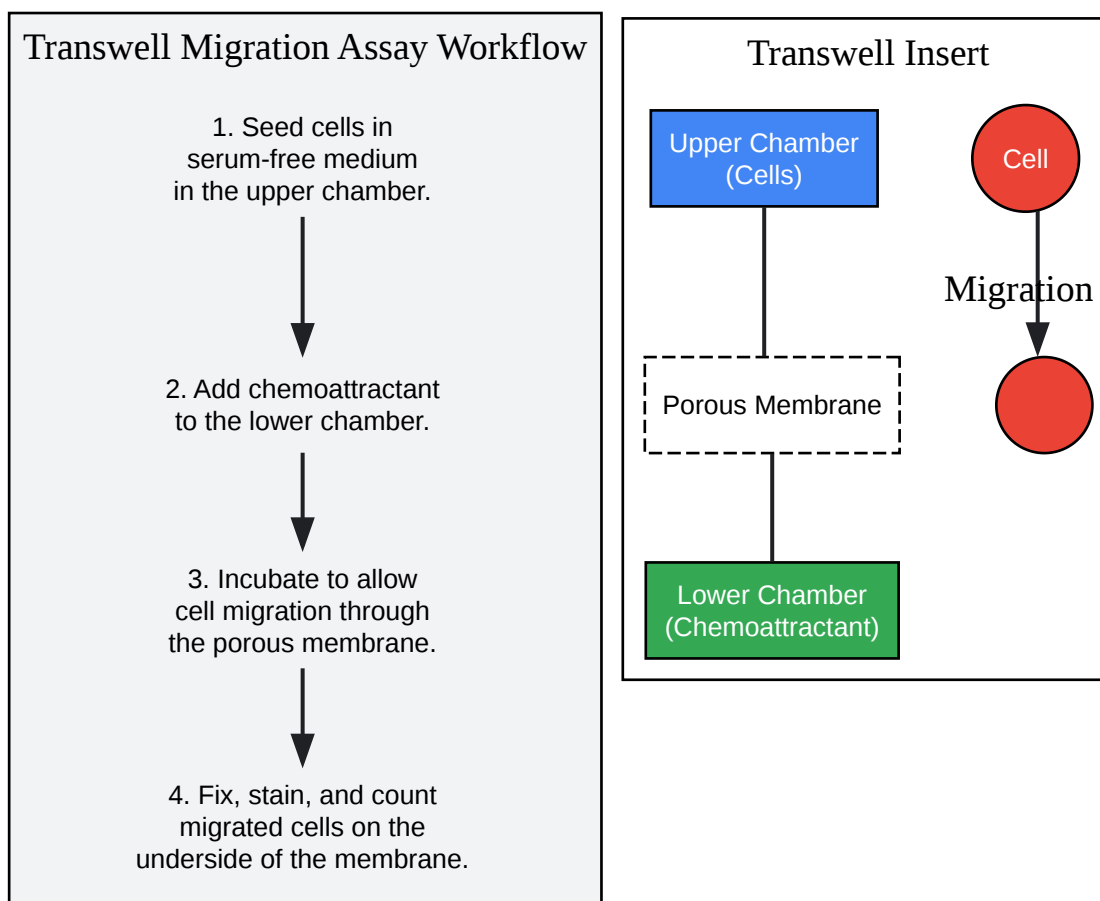 Transwell Migration Assay Workflow
1. Seed cells in
serum-free medium
in the upper chamber.
2. Add chemoattractant
to the lower chamber.
3. Incubate to allow
cell migration through
the porous membrane.
4. Fix, stain, and count
migrated cells on the
underside of the membrane.
Transwell Insert
Upper Chamber
(Cells)
Cell
Migration
Porous Membrane
Lower Chamber
(Chemoattractant)